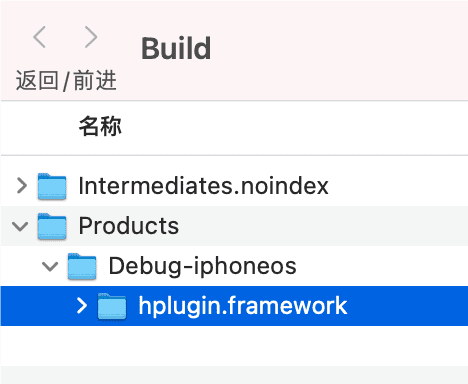 Build
返回/前进
名称
Intermediates.noindex
Products
Debug-iphoneos
hplugin.framework